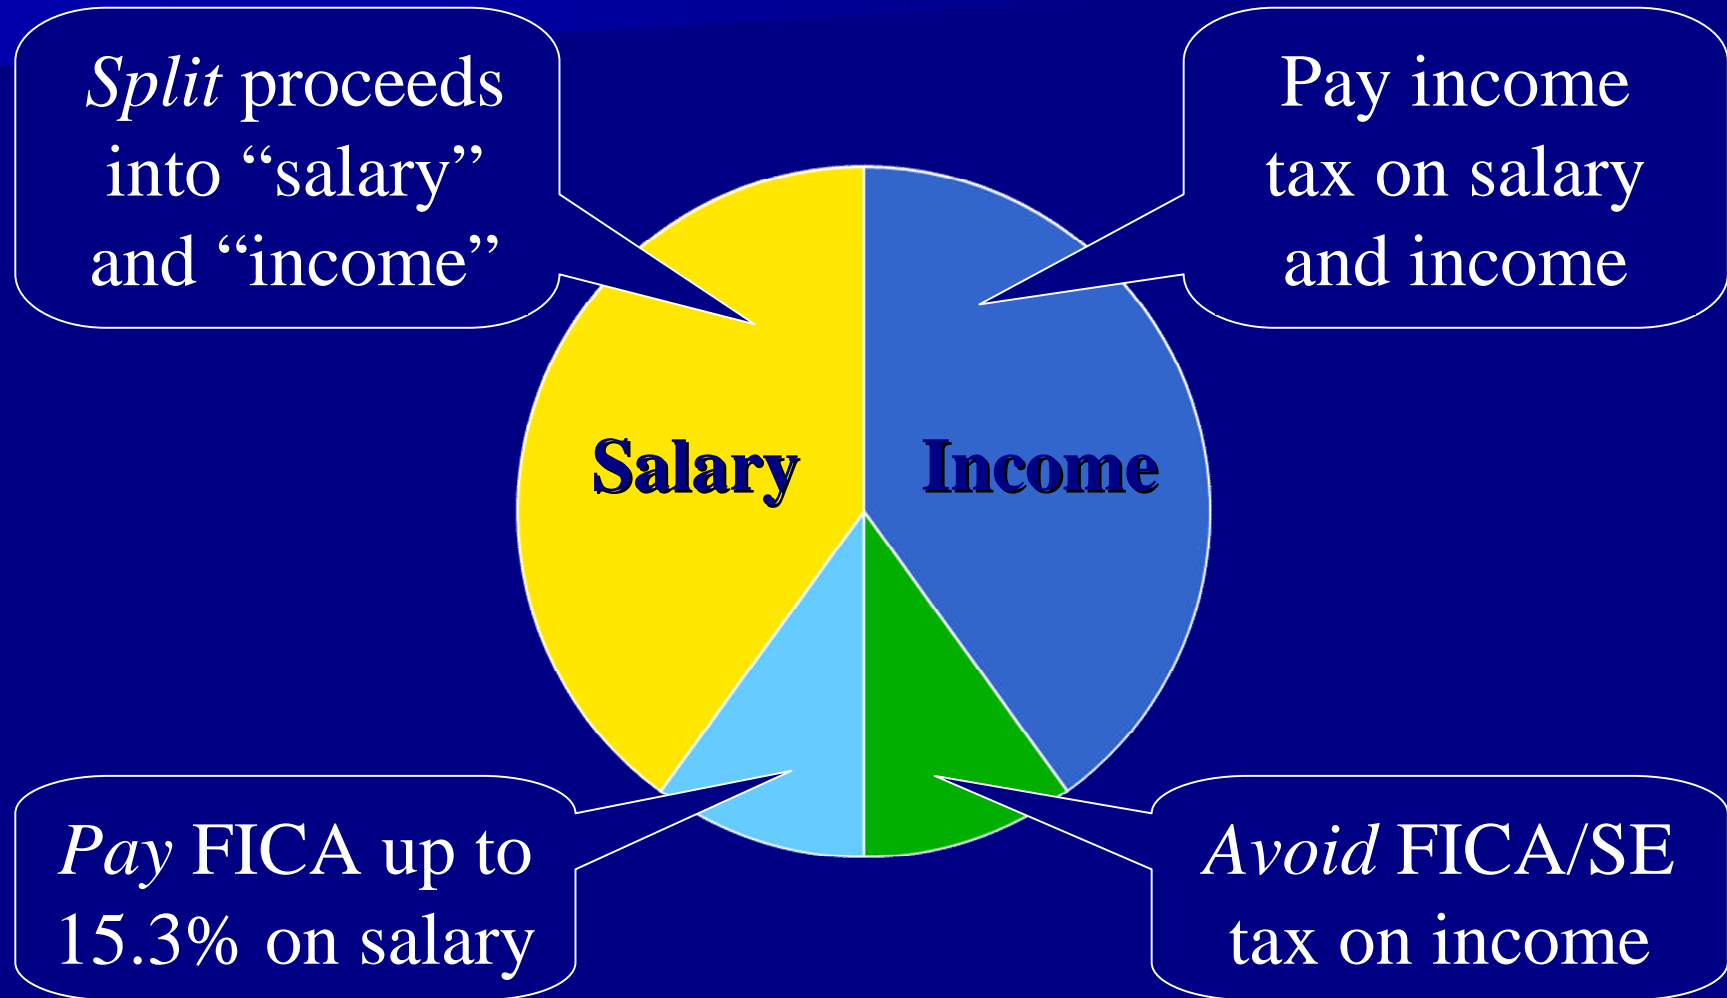 Split proceeds
into “salary”
and “income”
Pay income
tax on salary
and income
Salary
Income
Pay FICA up to
15.3% on salary
Avoid FICA/SE
tax on income